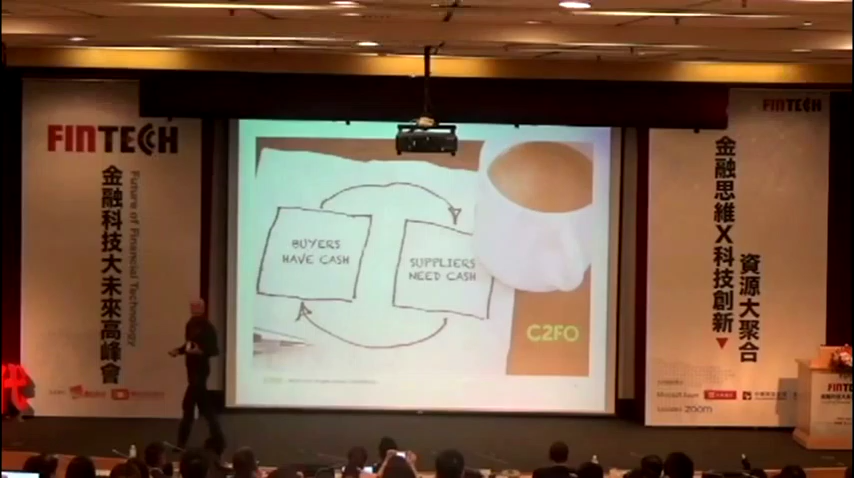 FINTECH
金融科技大未來高峰會
Future of Financial Technology
BUYERS
HAVE CASH
SUPPLIERS
NEED CASH
C2FO
FINTECH
金融思維X科技創新
資源大聚合
zoom
代
FINTE